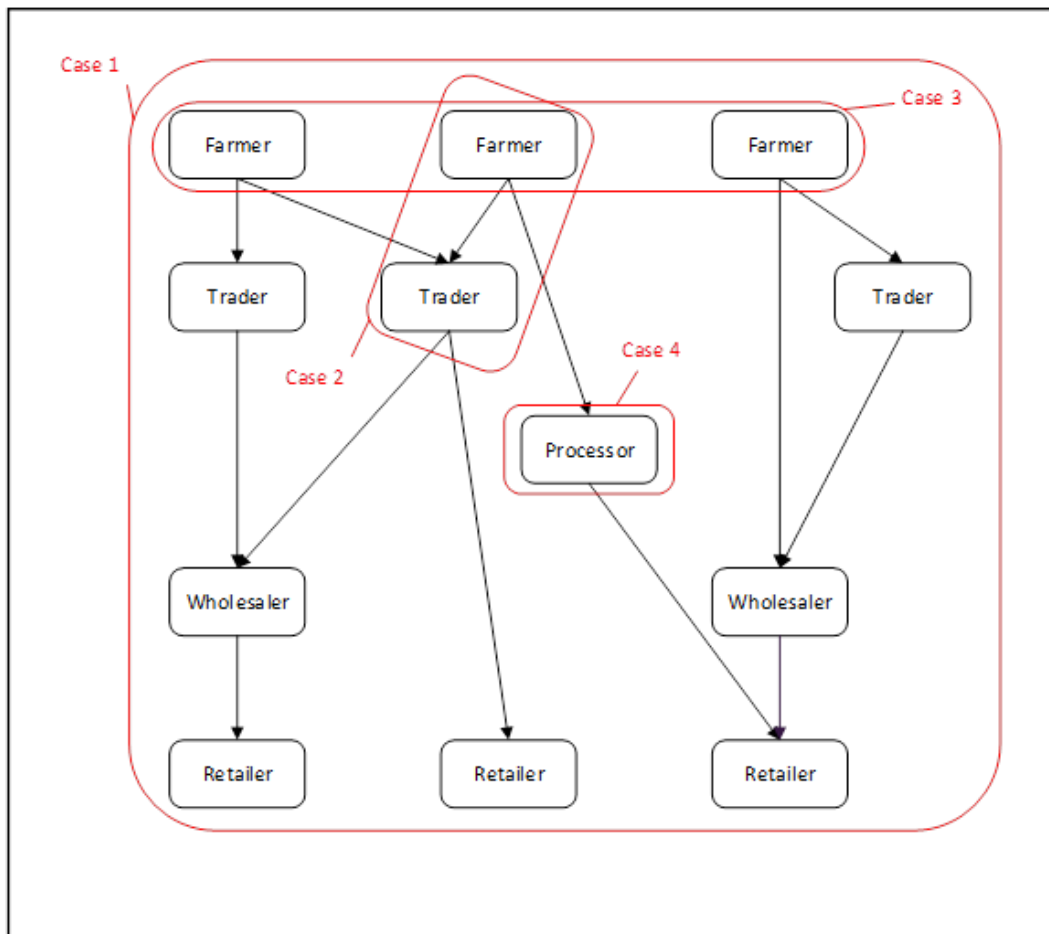 Case 1
Case 3
Farmer
Farmer
Farmer
Trader
Trader
Trader
Case 2
Case 4
Processor
Wholesaler
Wholesaler
Retailer
Retailer
Retailer